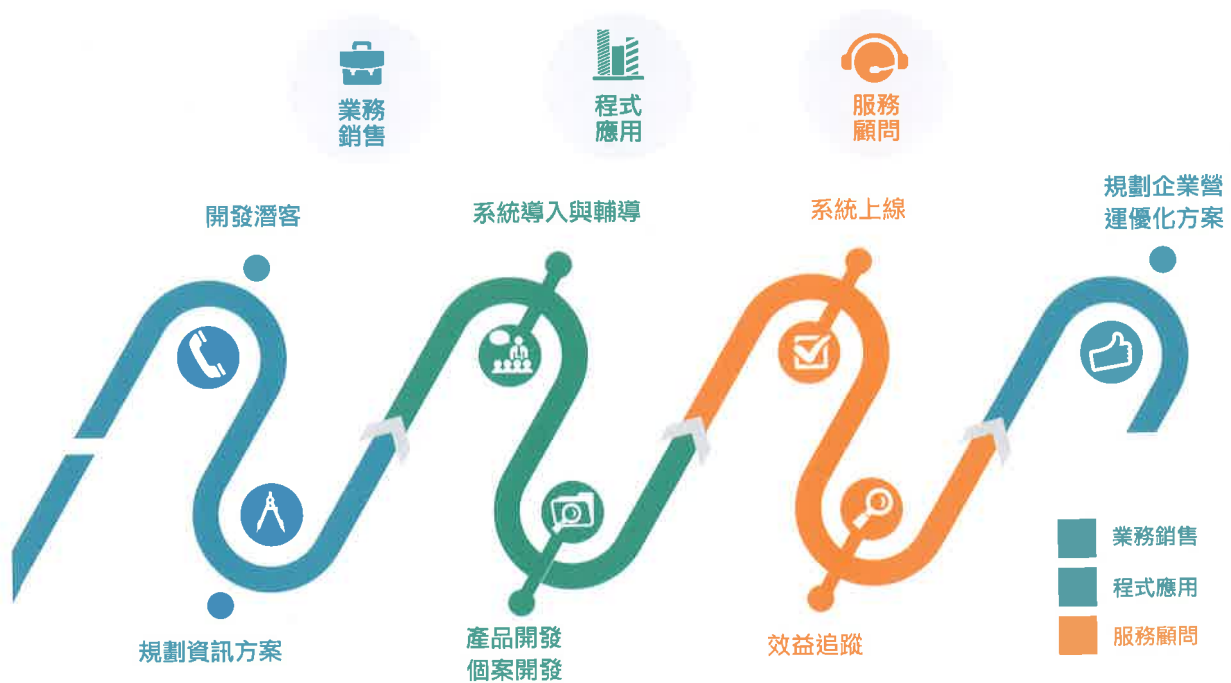 業務
銷售
程式
應用
服務
顧問
開發潛客
系統導入與輔導
系統上線
規劃企業營
運優化方案
規劃資訊方案
產品開發
個案開發
效益追蹤
業務銷售
程式應用
服務顧問